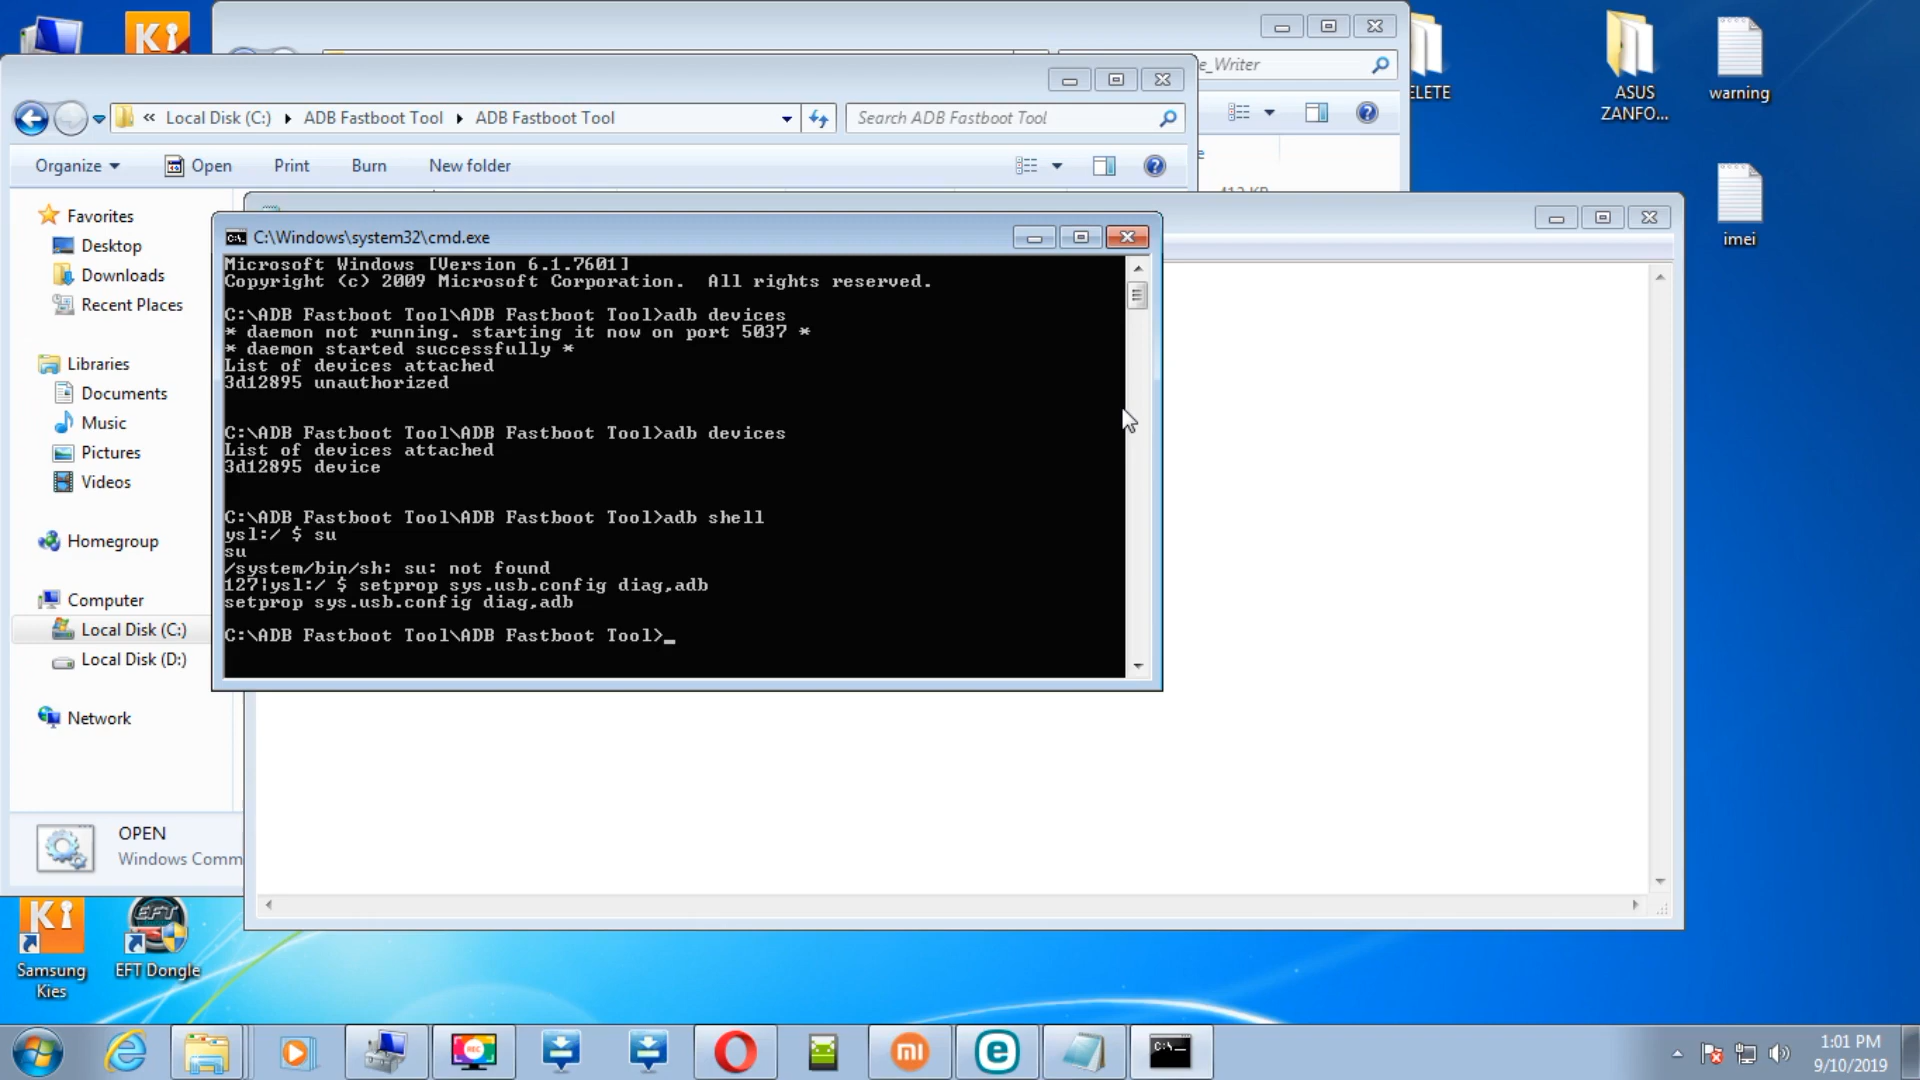 e_Writer
ELETE
ASUS
ZANFO...
warning
imei
« Local Disk (C:) ▸ ADB Fastboot Tool ▸ ADB Fastboot Tool
Search ADB Fastboot Tool
Organize
Open
Print
Burn
New folder
Favorites
Desktop
Downloads
Recent Places
Libraries
Documents
Music
Pictures
Videos
Homegroup
Computer
Local Disk (C:)
Local Disk (D:)
Network
OPEN
Windows Comm
C:\Windows\system32\cmd.exe
Microsoft Windows [Version 6.1.7601]
Copyright (c) 2009 Microsoft Corporation.  All rights reserved.
C:\ADB Fastboot Tool\ADB Fastboot Tool>adb devices
* daemon not running. starting it now on port 5037 *
* daemon started successfully *
List of devices attached
3d12895 unauthorized
C:\ADB Fastboot Tool\ADB Fastboot Tool>adb devices
List of devices attached
3d12895 device
C:\ADB Fastboot Tool\ADB Fastboot Tool>adb shell
ysl:/ $ su
su
/system/bin/sh: su: not found
127|ysl:/ $ setprop sys.usb.config diag,adb
setprop sys.usb.config diag,adb
C:\ADB Fastboot Tool\ADB Fastboot Tool>_
Ki
Samsung
Kies
EFT
EFT Dongle
REC
1:01 PM
9/10/2019